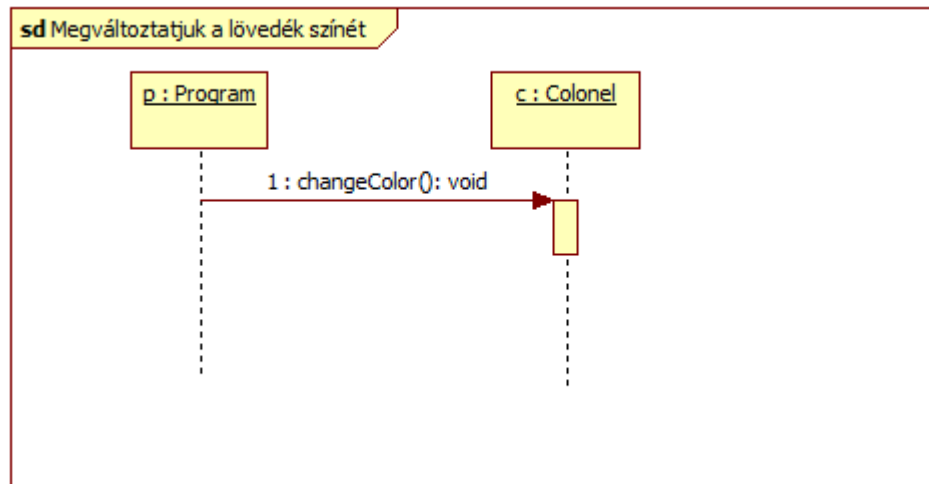 sd Megváltoztatjuk a lövedék színét
p : Program
c : Colonel
1 : changeColor(): void